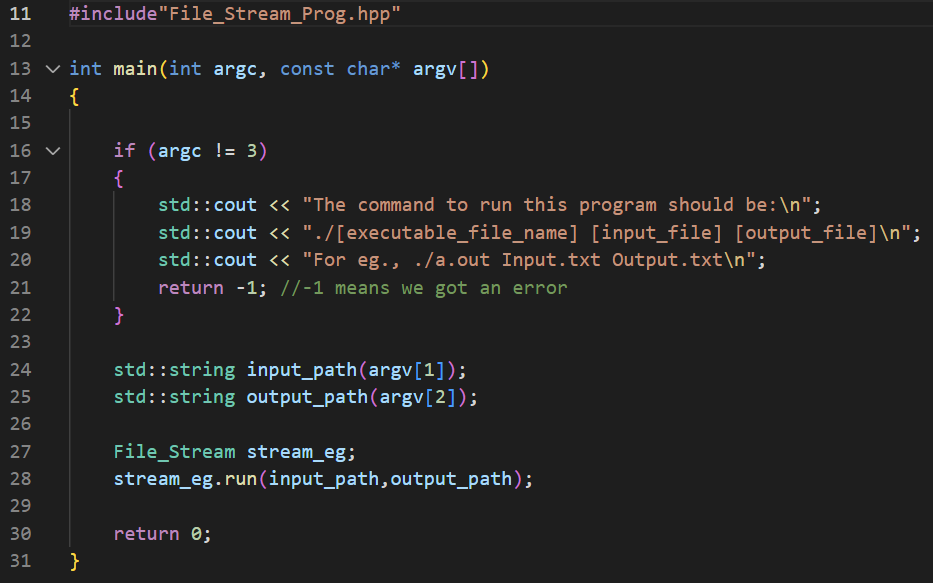 11 #include"File_Stream_Prog.hpp"
12
13 int main(int argc, const char* argv[])
14 {
15
16     if (argc != 3)
17     {
18         std::cout << "The command to run this program should be:\n";
19         std::cout << "./[executable_file_name] [input_file] [output_file]\n";
20         std::cout << "For eg., ./a.out Input.txt Output.txt\n";
21         return -1; //-1 means we got an error
22     }
23
24     std::string input_path(argv[1]);
25     std::string output_path(argv[2]);
26
27     File_Stream stream_eg;
28     stream_eg.run(input_path,output_path);
29
30     return 0;
31 }